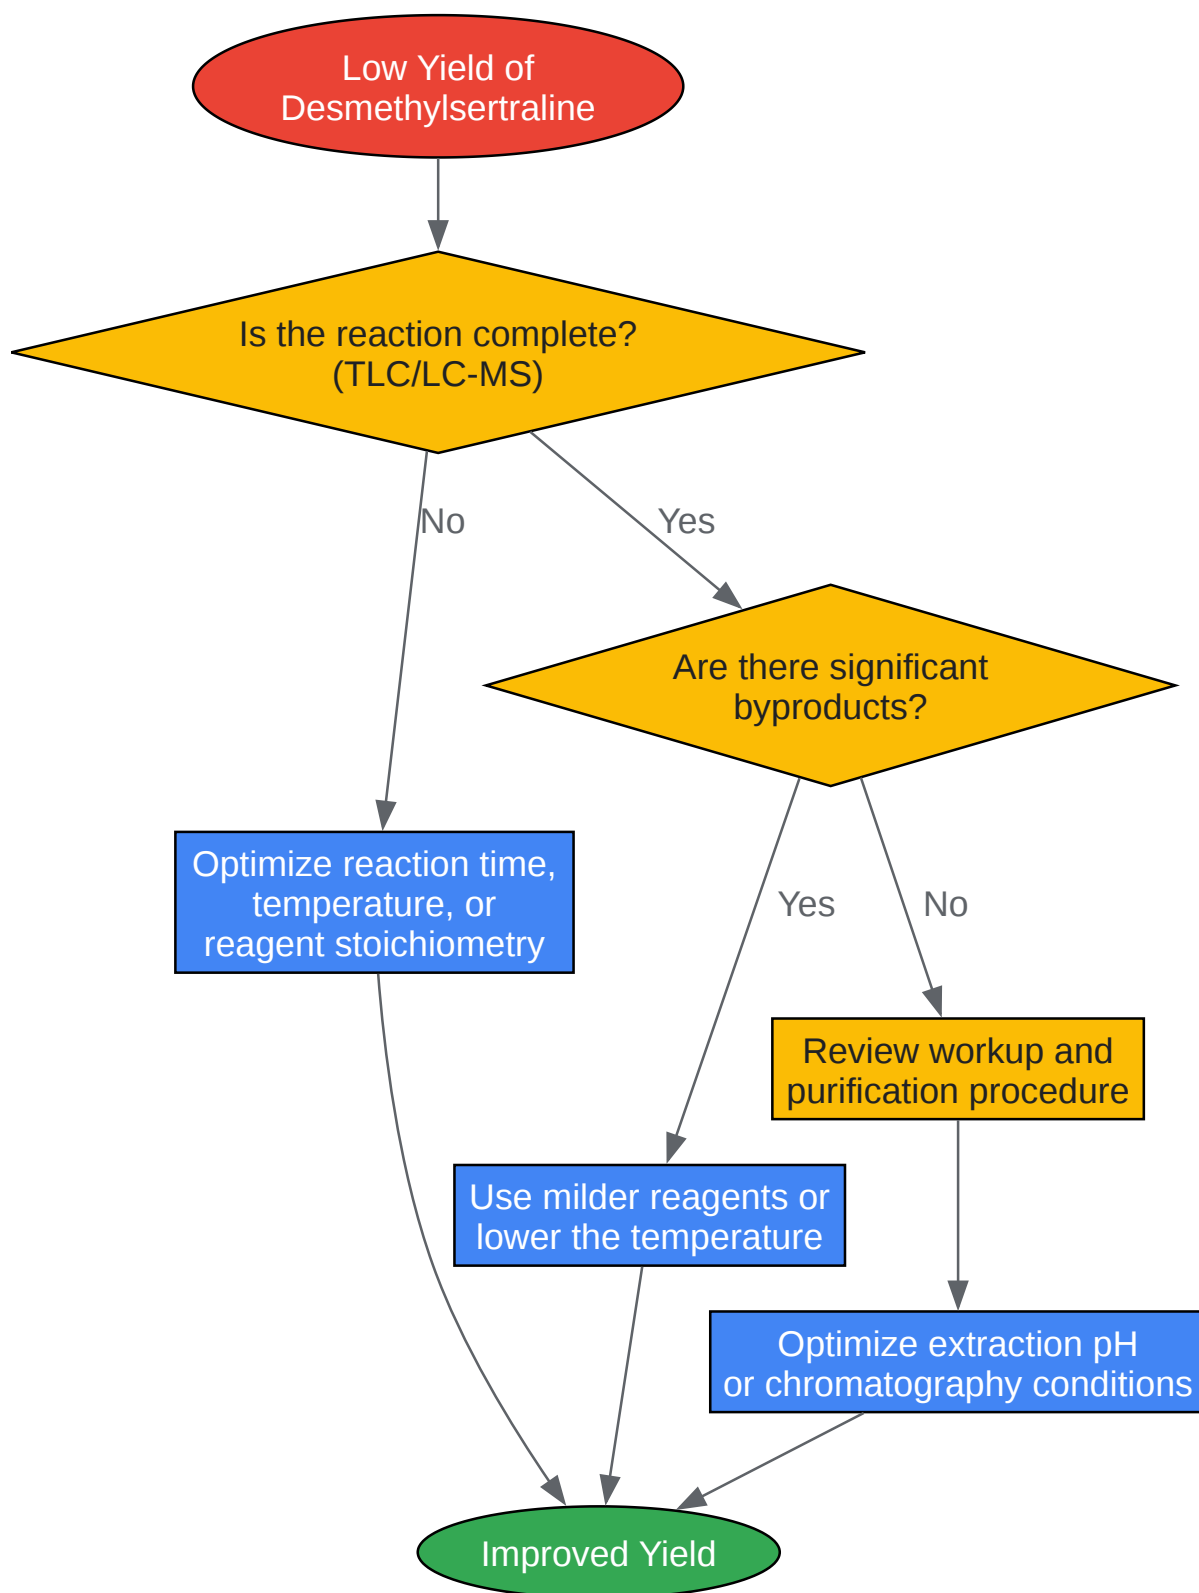 Low Yield of
Desmethylsertraline
Is the reaction complete?
(TLC/LC-MS)
No
Yes
Are there significant
byproducts?
Optimize reaction time,
temperature, or
reagent stoichiometry
Yes
No
Review workup and
purification procedure
Use milder reagents or
lower the temperature
Optimize extraction pH
or chromatography conditions
Improved Yield